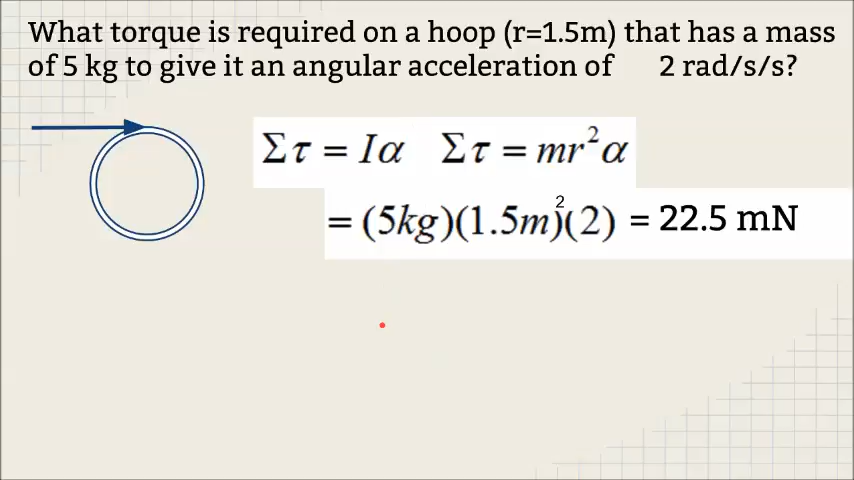 What torque is required on a hoop (r=1.5m) that has a mass
of 5 kg to give it an angular acceleration of 2 rad/s/s?
Στ = Iα Στ = mr²α
= (5kg)(1.5m)²(2) = 22.5 mN